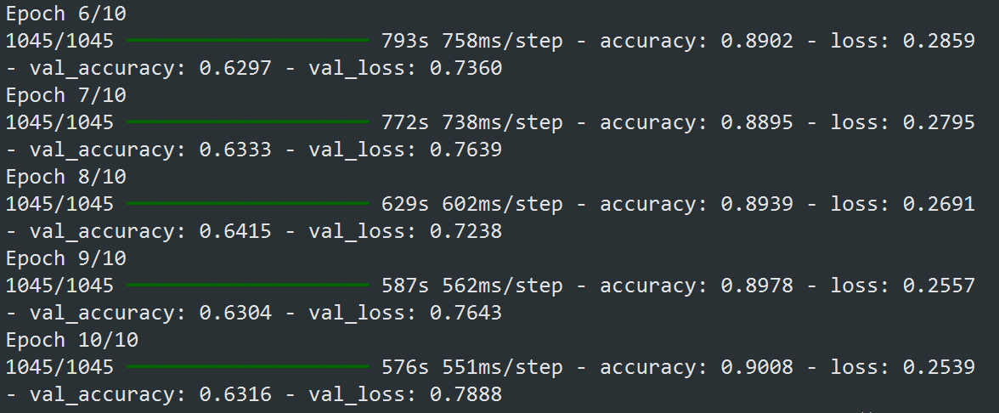 Epoch 6/10
1045/1045 ━━━━━━━━━━━━━━━━━━━━ 793s 758ms/step - accuracy: 0.8902 - loss: 0.2859
- val_accuracy: 0.6297 - val_loss: 0.7360
Epoch 7/10
1045/1045 ━━━━━━━━━━━━━━━━━━━━ 772s 738ms/step - accuracy: 0.8895 - loss: 0.2795
- val_accuracy: 0.6333 - val_loss: 0.7639
Epoch 8/10
1045/1045 ━━━━━━━━━━━━━━━━━━━━ 629s 602ms/step - accuracy: 0.8939 - loss: 0.2691
- val_accuracy: 0.6415 - val_loss: 0.7238
Epoch 9/10
1045/1045 ━━━━━━━━━━━━━━━━━━━━ 587s 562ms/step - accuracy: 0.8978 - loss: 0.2557
- val_accuracy: 0.6304 - val_loss: 0.7643
Epoch 10/10
1045/1045 ━━━━━━━━━━━━━━━━━━━━ 576s 551ms/step - accuracy: 0.9008 - loss: 0.2539
- val_accuracy: 0.6316 - val_loss: 0.7888